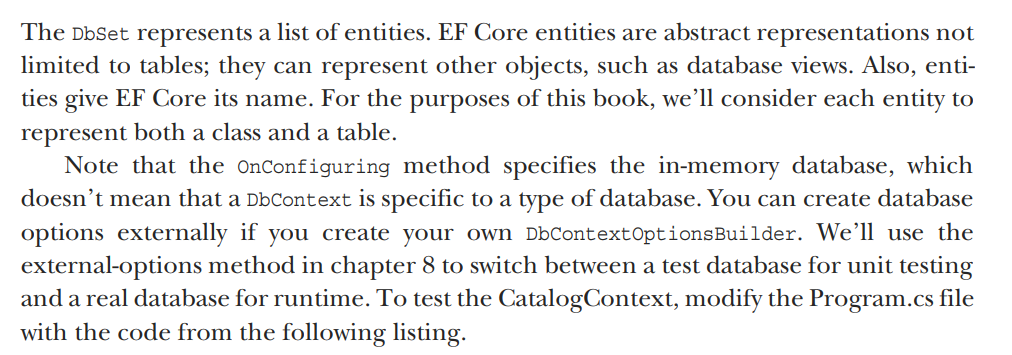 The DbSet represents a list of entities. EF Core entities are abstract representations not
limited to tables; they can represent other objects, such as database views. Also, enti-
ties give EF Core its name. For the purposes of this book, we’ll consider each entity to
represent both a class and a table.
Note that the OnConfiguring method specifies the in-memory database, which
doesn’t mean that a DbContext is specific to a type of database. You can create database
options externally if you create your own DbContextOptionsBuilder. We’ll use the
external-options method in chapter 8 to switch between a test database for unit testing
and a real database for runtime. To test the CatalogContext, modify the Program.cs file
with the code from the following listing.